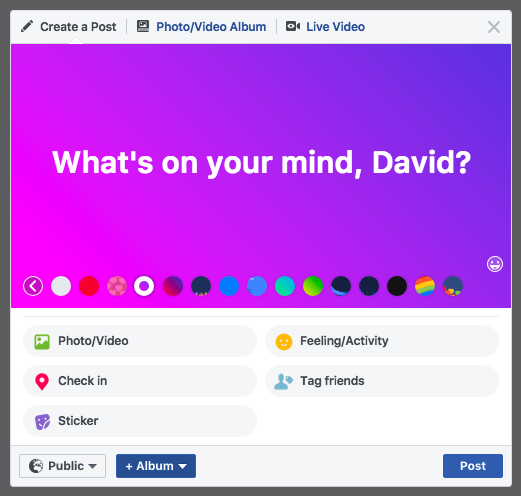 Create a Post Photo/Video Album Live Video
What's on your mind, David?
Photo/Video Feeling/Activity
Check in Tag friends
Sticker
Public + Album Post